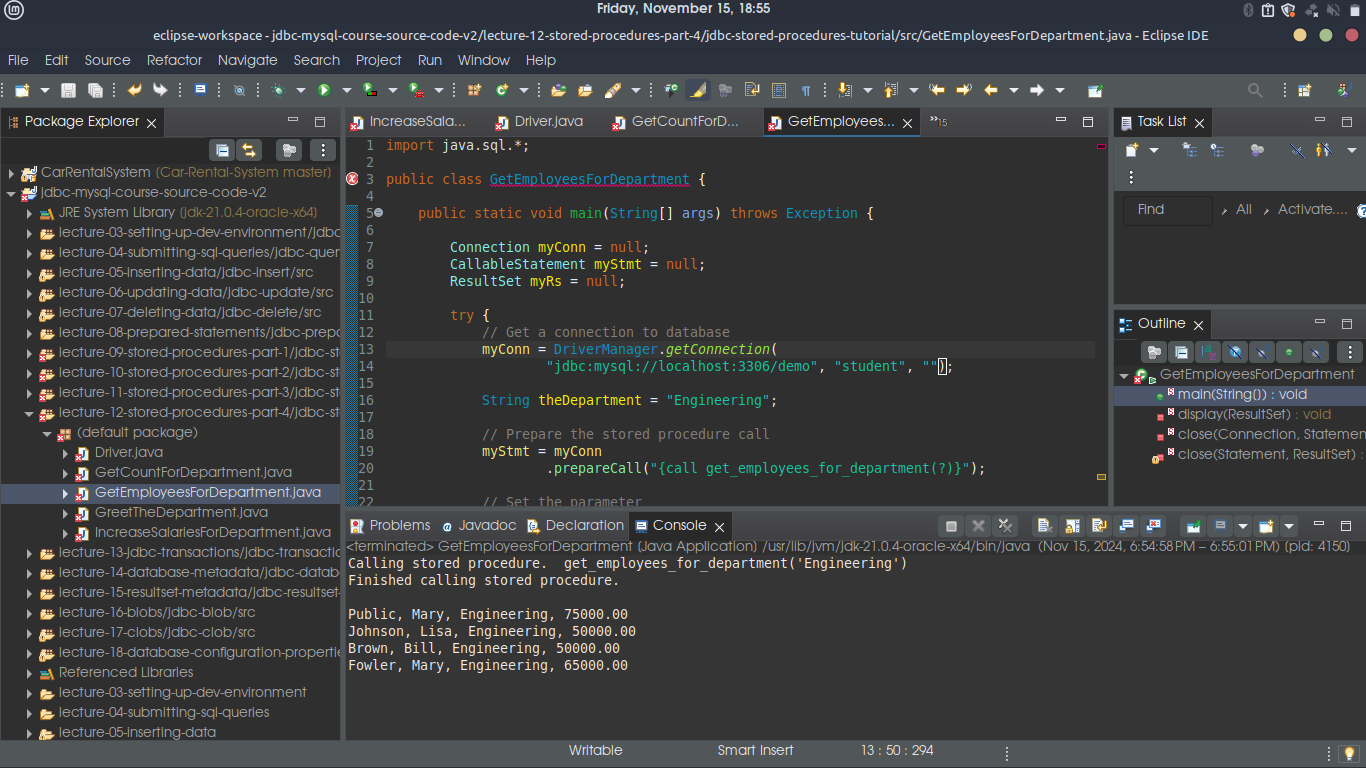 Friday, November 15, 18:55
eclipse-workspace - jdbc-mysql-course-source-code-v2/lecture-12-stored-procedures-part-4/jdbc-stored-procedures-tutorial/src/GetEmployeesForDepartment.java - Eclipse IDE
File Edit Source Refactor Navigate Search Project Run Window Help
Package Explorer
CarRentalSystem [Car-Rental-System master]
jdbc-mysql-course-source-code-v2
JRE System Library [jdk-21.0.4-oracle-x64]
lecture-03-setting-up-dev-environment/jdbc
lecture-04-submitting-sql-queries/jdbc-quer
lecture-05-inserting-data/jdbc-insert/src
lecture-06-updating-data/jdbc-update/src
lecture-07-deleting-data/jdbc-delete/src
lecture-08-prepared-statements/jdbc-prep
lecture-09-stored-procedures-part-1/jdbc-st
lecture-10-stored-procedures-part-2/jdbc-st
lecture-11-stored-procedures-part-3/jdbc-st
lecture-12-stored-procedures-part-4/jdbc-st
(default package)
Driver.java
GetCountForDepartment.java
GetEmployeesForDepartment.java
GreetTheDepartment.java
IncreaseSalariesForDepartment.java
lecture-13-jdbc-transactions/jdbc-transactic
lecture-14-database-metadata/jdbc-datab
lecture-15-resultset-metadata/jdbc-resultset-
lecture-16-blobs/jdbc-blob/src
lecture-17-clobs/jdbc-clob/src
lecture-18-database-configuration-propertie
Referenced Libraries
lecture-03-setting-up-dev-environment
lecture-04-submitting-sql-queries
lecture-05-inserting-data
IncreaseSala... Driver.java GetCountForD... GetEmployees... »15
1 import java.sql.*;
2
3 public class GetEmployeesForDepartment {
4
5 public static void main(String[] args) throws Exception {
6
7 Connection myConn = null;
8 CallableStatement myStmt = null;
9 ResultSet myRs = null;
10
11 try {
12 // Get a connection to database
13 myConn = DriverManager.getConnection(
14 "jdbc:mysql://localhost:3306/demo", "student", "");
15
16 String theDepartment = "Engineering";
17
18 // Prepare the stored procedure call
19 myStmt = myConn
20 .prepareCall("{call get_employees_for_department(?)}");
21
22 // Set the parameter
Task List
Find All Activate....
Outline
GetEmployeesForDepartment
main(String[]) : void
display(ResultSet) : void
close(Connection, Statemen
close(Statement, ResultSet) :
Problems Javadoc Declaration Console
<terminated> GetEmployeesForDepartment [Java Application] /usr/lib/jvm/jdk-21.0.4-oracle-x64/bin/java (Nov 15, 2024, 6:54:58 PM – 6:55:01 PM) [pid: 4150]
Calling stored procedure. get_employees_for_department('Engineering')
Finished calling stored procedure.
Public, Mary, Engineering, 75000.00
Johnson, Lisa, Engineering, 50000.00
Brown, Bill, Engineering, 50000.00
Fowler, Mary, Engineering, 65000.00
Writable Smart Insert 13 : 50 : 294